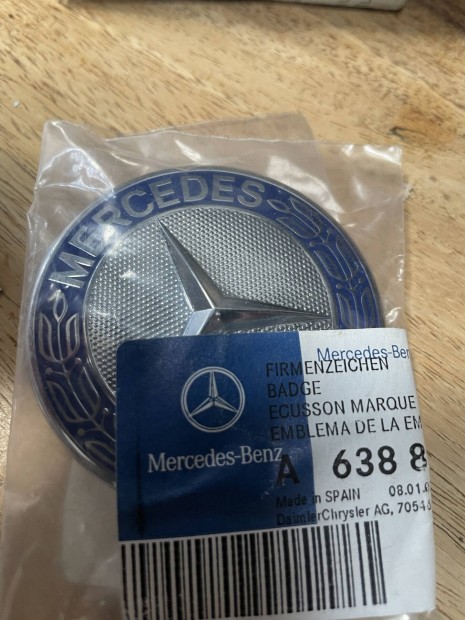 MERCEDES
Mercedes-Ben
FIRMENZEICHEN
BADGE
ECUSSON MARQUE
EMBLEMA DE LA EM
Mercedes-Benz
A 638 8
Made in SPAIN 08.01.
DaimlerChrysler AG, 7054